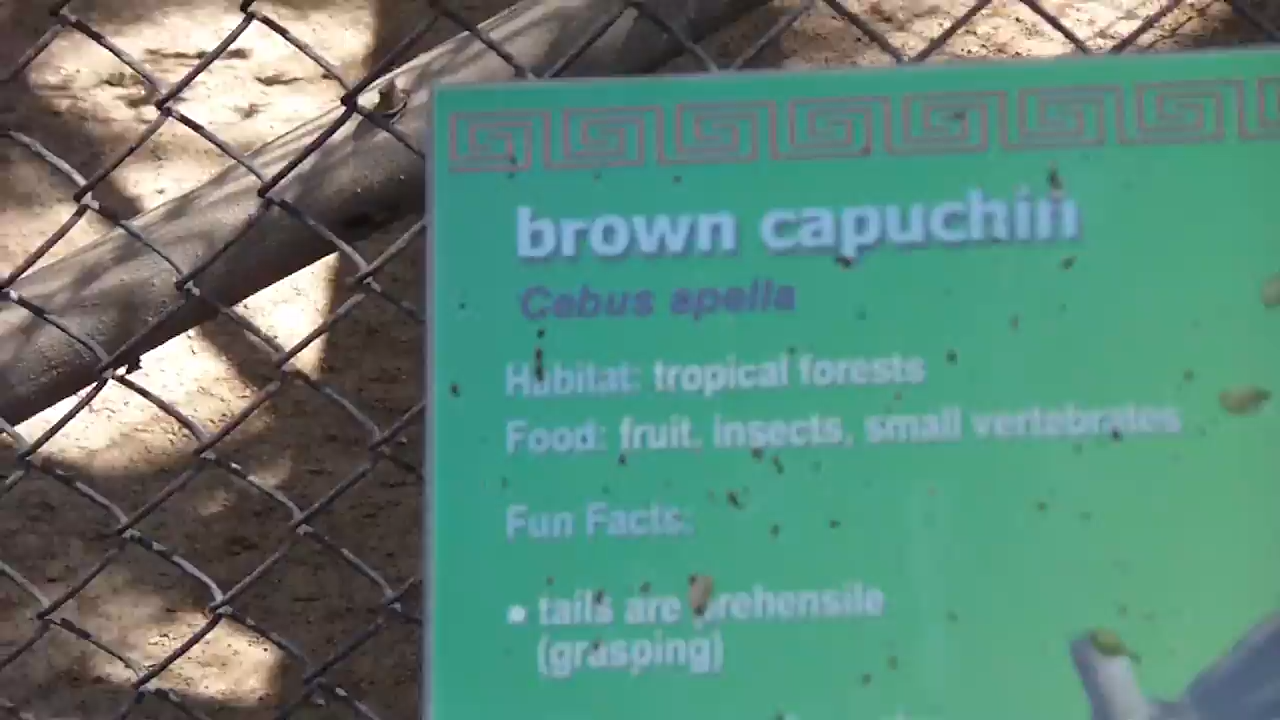 brown capuchin
Cebus apella
Habitat: tropical forests
Food: fruit, insects, small vertebrates
Fun Facts:
• tails are prehensile
(grasping)